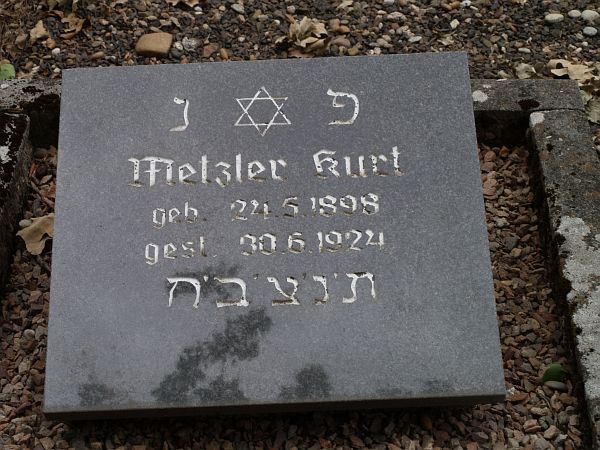 פ נ
Metzler Kurt
geb. 24.5.1898
gest. 30.6.1924
ת'נ'צ'ב'ה